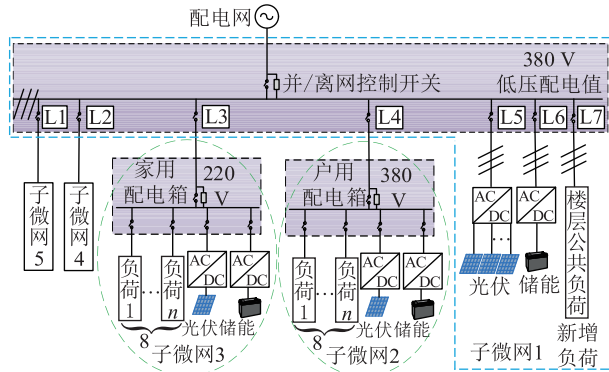 配电网
380 V
并/离网控制开关
低压配电值
L1
L2
L3
L4
L5
L6
L7
家用
配电箱
220
V
户用
配电箱
380
V
子微网5
子微网4
负荷1
…
负荷n
AC
DC
AC
DC
8
光伏储能
子微网3
负荷1
…
负荷n
AC
DC
AC
DC
8
光伏储能
子微网2
AC
DC
AC
DC
…
光伏
储能
楼层公共负荷
新增
负荷
子微网1